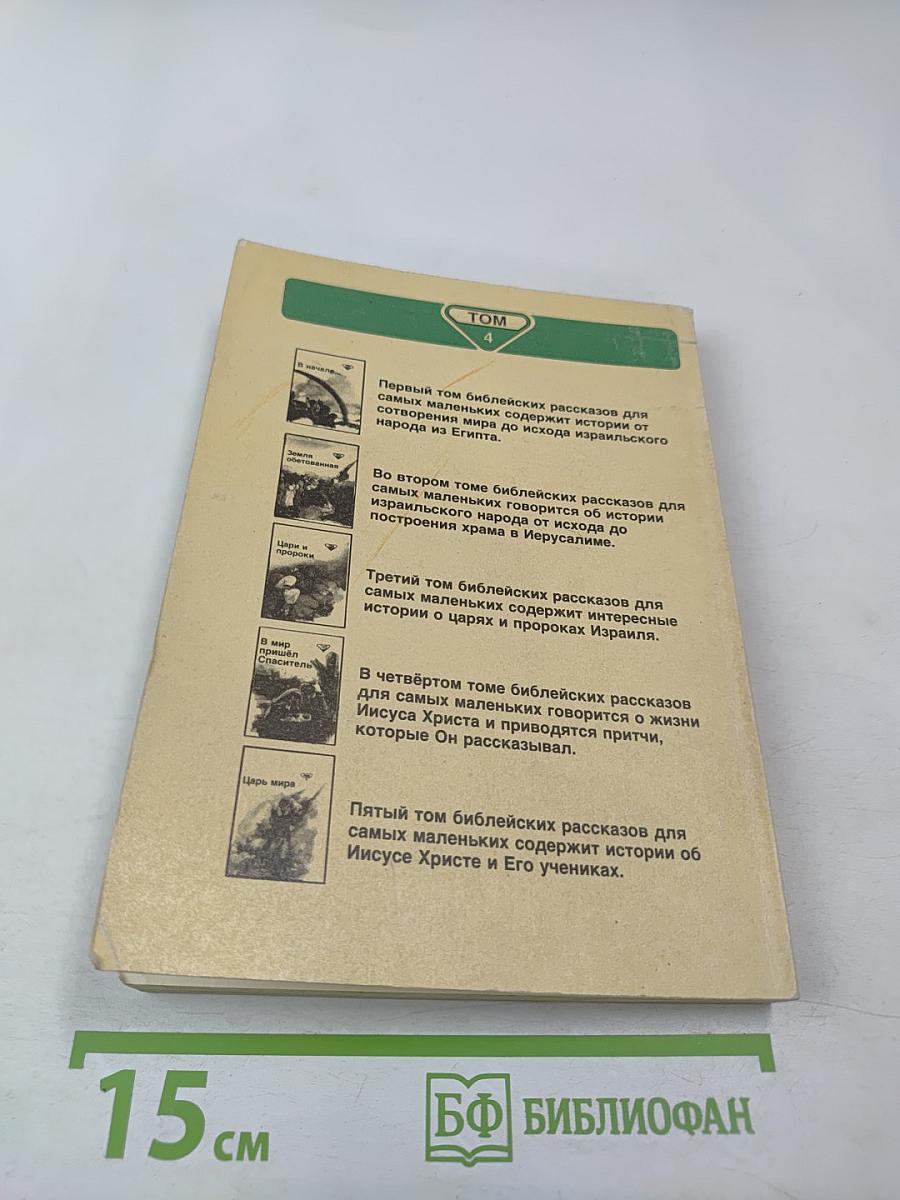 ТОМ
4
В начале...
Первый том библейских рассказов для
самых маленьких содержит истории от
сотворения мира до исхода израильского
народа из Египта.
Земля
обетованная
Во втором томе библейских рассказов для
самых маленьких говорится об истории
израильского народа от исхода до
построения храма в Иерусалиме.
Цари и
пророки
Третий том библейских рассказов для
самых маленьких содержит интересные
истории о царях и пророках Израиля.
В мир
пришёл
Спаситель
В четвёртом томе библейских рассказов
для самых маленьких говорится о жизни
Иисуса Христа и приводятся притчи,
которые Он рассказывал.
Царь мира
Пятый том библейских рассказов для
самых маленьких содержит истории об
Иисусе Христе и Его учениках.
15 см
БФ БИБЛИОФАН